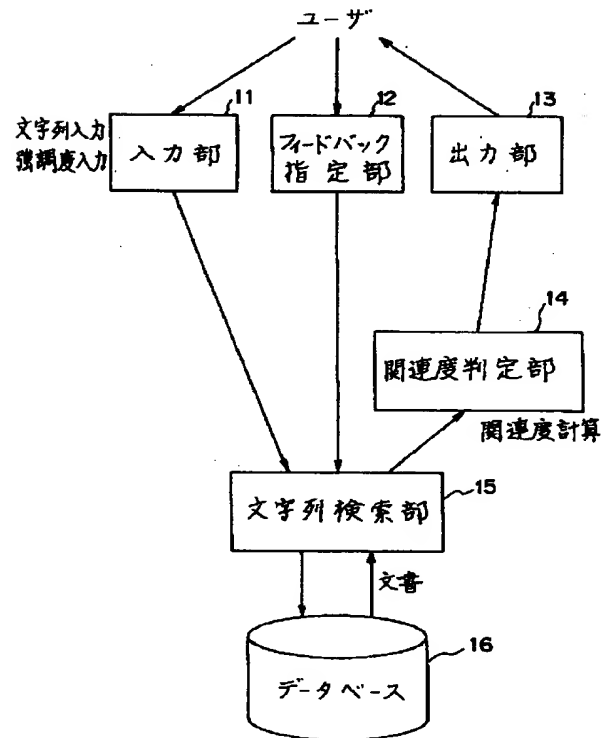 ユーザ
11
文字列入力
強調度入力
入力部
12
フィードバック
指定部
13
出力部
14
関連度判定部
関連度計算
15
文字列検索部
文書
16
データベース